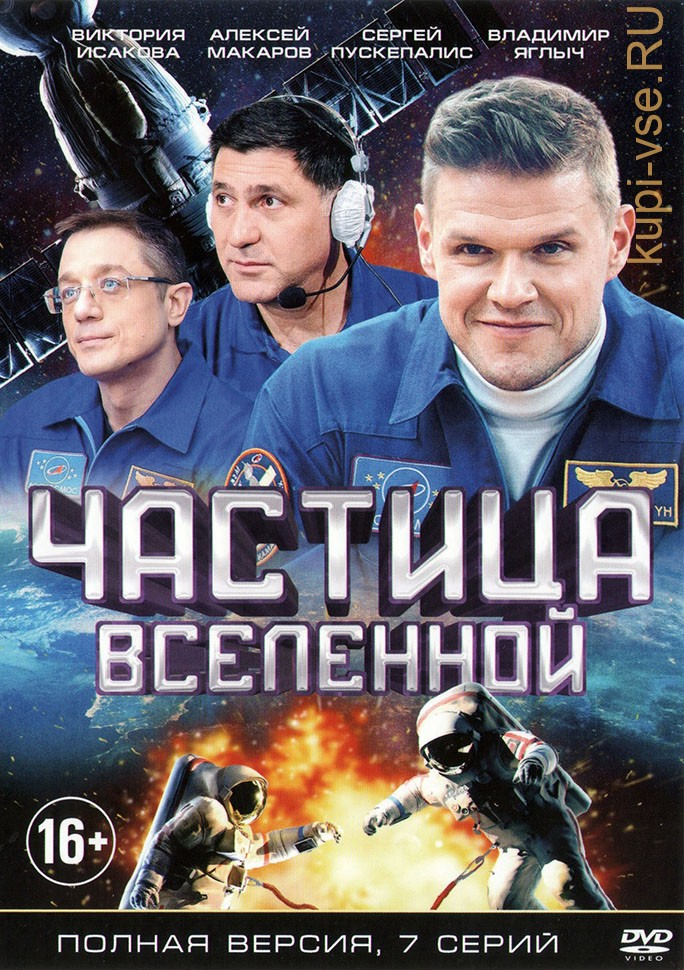 ВИКТОРИЯ АЛЕКСЕЙ СЕРГЕЙ ВЛАДИМИР
ИСАКОВА МАКАРОВ ПУСКЕПАЛИС ЯГЛЫЧ
kupi-vse.RU
ЧАСТИЦА
ВСЕЛЕННОЙ
16+
ПОЛНАЯ ВЕРСИЯ, 7 СЕРИЙ
DVD
VIDEO